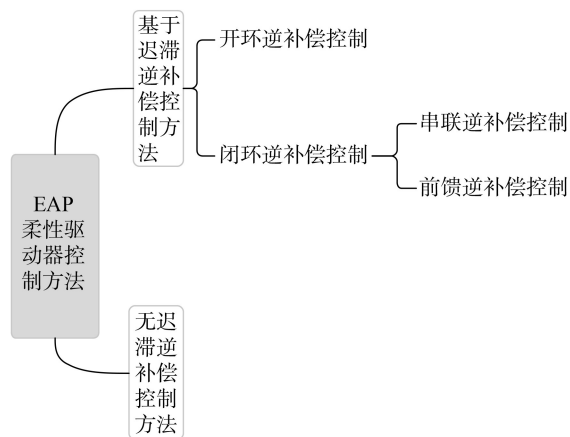 基于
迟滞
逆补
偿控
制方
法
开环逆补偿控制
闭环逆补偿控制
串联逆补偿控制
前馈逆补偿控制
EAP
柔性驱
动器控
制方法
无迟
滞逆
补偿
控制
方法